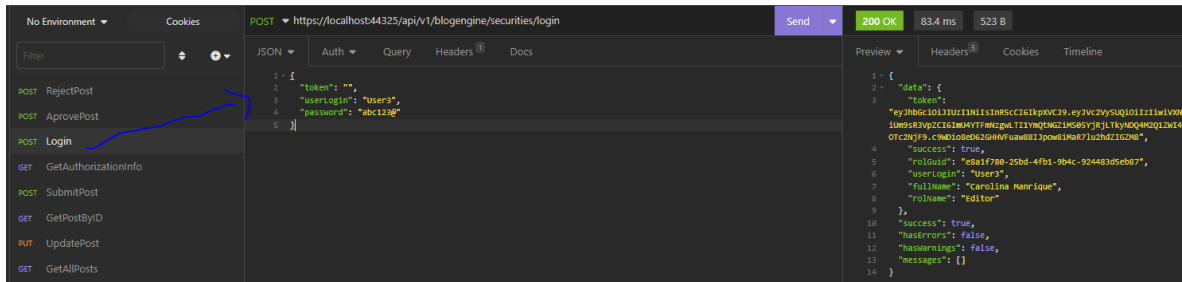 No Environment
Cookies
Filter
POST RejectPost
POST AprovePost
POST Login
GET GetAuthorizationInfo
POST SubmitPost
GET GetPostByID
PUT UpdatePost
GET GetAllPosts
POST https://localhost:44325/api/v1/blogengine/securities/login
Send
JSON Auth Query Headers 1 Docs
1 {
2 "token": "",
3 "userLogin": "User3",
4 "password": "abc123@"
5 }
200 OK 83.4 ms 523 B
Preview Headers 5 Cookies Timeline
1 {
2 "data": {
3 "token":
4 "success": true,
5 "rolGuid": "e8a1f780-25bd-4fb1-9b4c-924483d5eb87",
6 "userLogin": "User3",
7 "fullName": "Carolina Manrique",
8 "rolName": "Editor"
9 },
10 "success": true,
11 "hasErrors": false,
12 "hasWarnings": false,
13 "messages": []
14 }